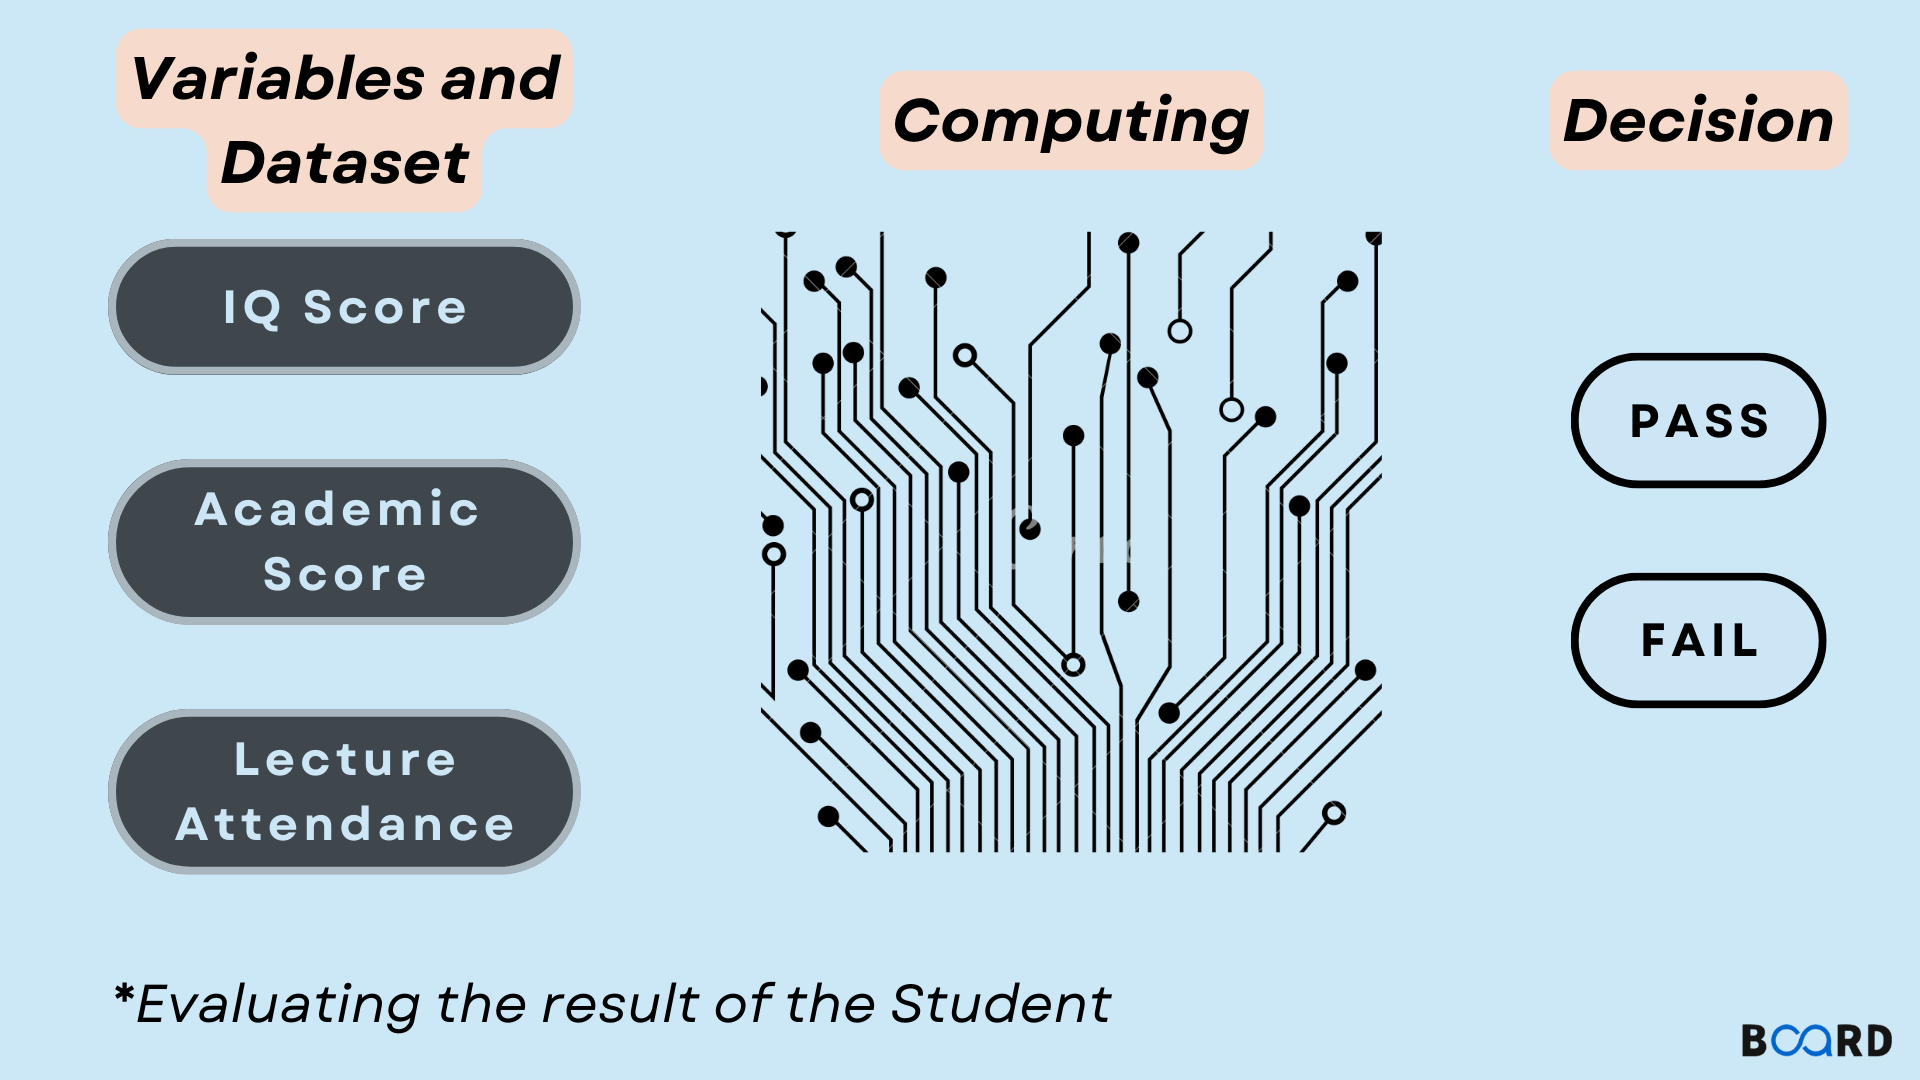 Variables and
Dataset
Computing
Decision
IQ Score
Academic
Score
Lecture
Attendance
PASS
FAIL
*Evaluating the result of the Student
BOARD